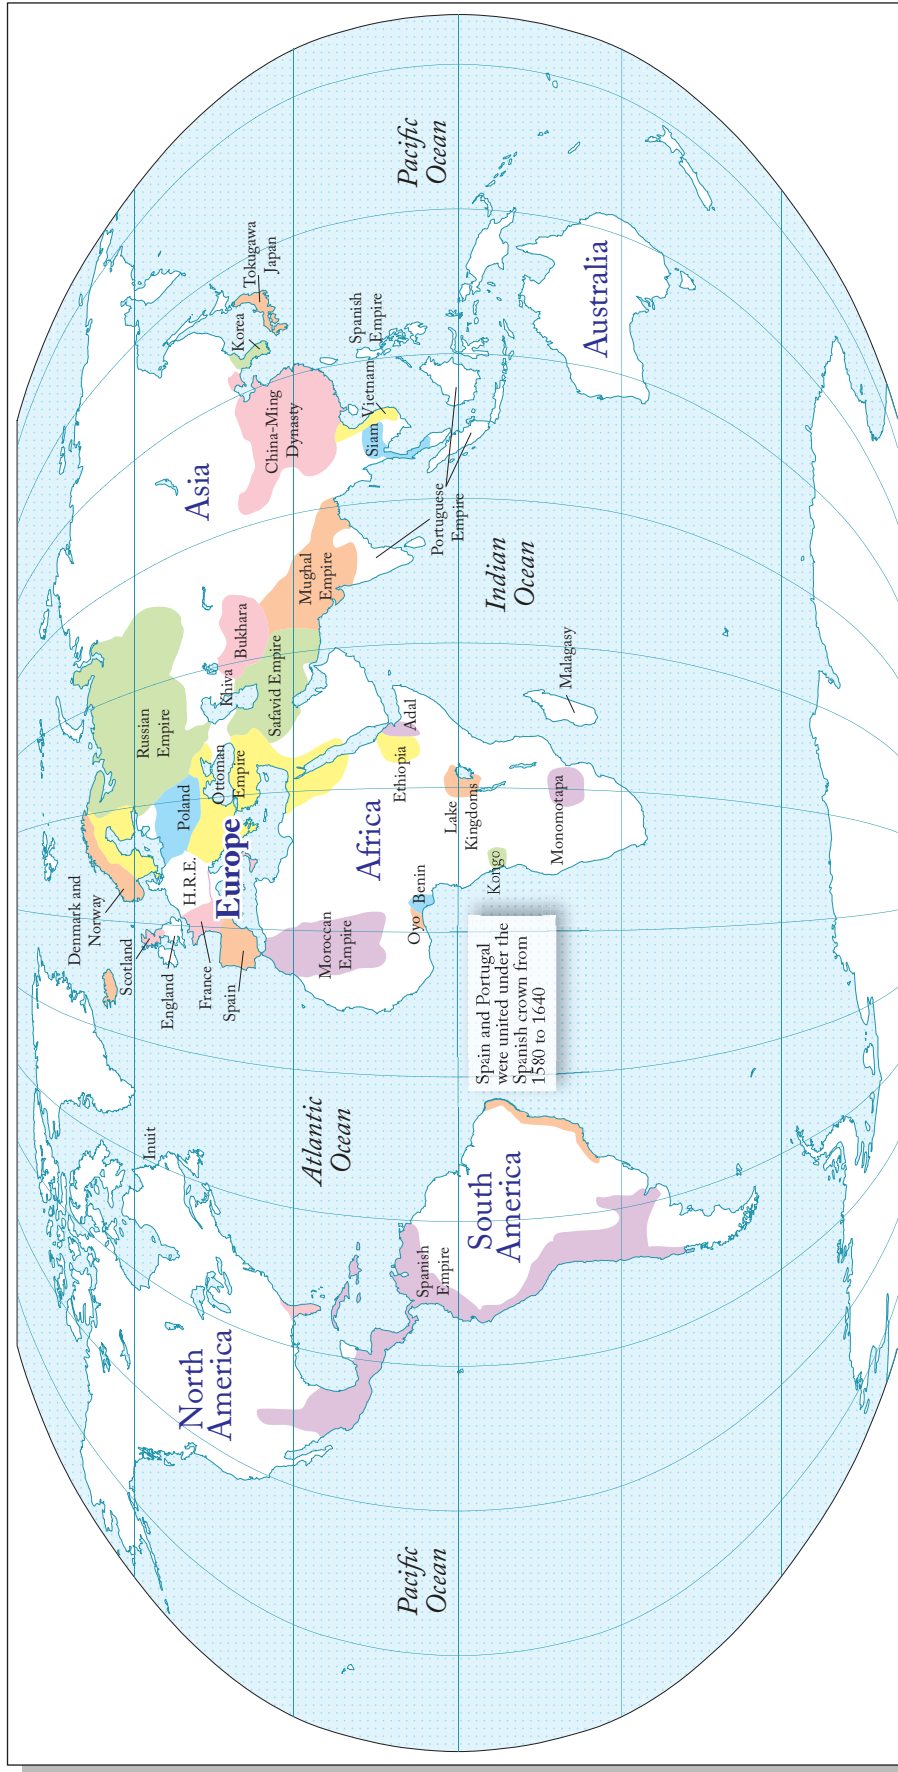 North
America
South
America
Europe
Africa
Asia
Australia
Pacific
Ocean
Atlantic
Ocean
Indian
Ocean
Pacific
Ocean
Inuit
Spanish
Empire
Denmark and
Norway
Scotland
England
France
Spain
H.R.E.
Poland
Russian
Empire
Ottoman
Empire
Khiva
Bukhara
Safavid Empire
Mughal
Empire
China-Ming
Dynasty
Korea
Tokugawa
Japan
Siam
Vietnam
Spanish
Empire
Portuguese
Empire
Moroccan
Empire
Oyo
Benin
Ethiopia
Adal
Lake
Kingdoms
Kongo
Monomotapa
Malagasy
Spain and Portugal
were united under the
Spanish crown from
1580 to 1640